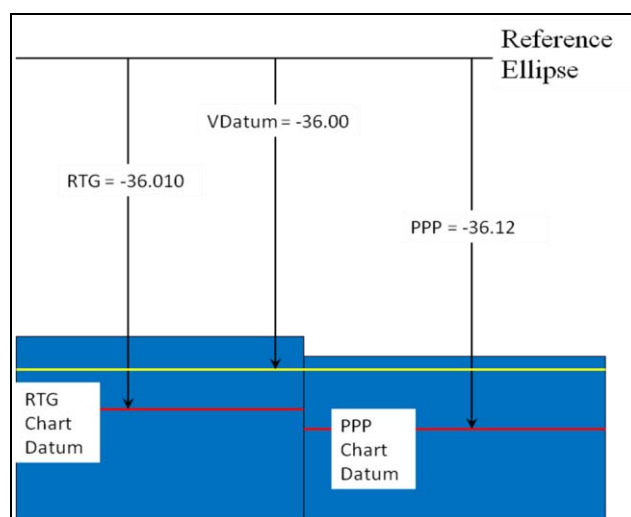 Reference
Ellipse
VDatum = -36.00
RTG = -36.010
PPP = -36.12
RTG
Chart
Datum
PPP
Chart
Datum